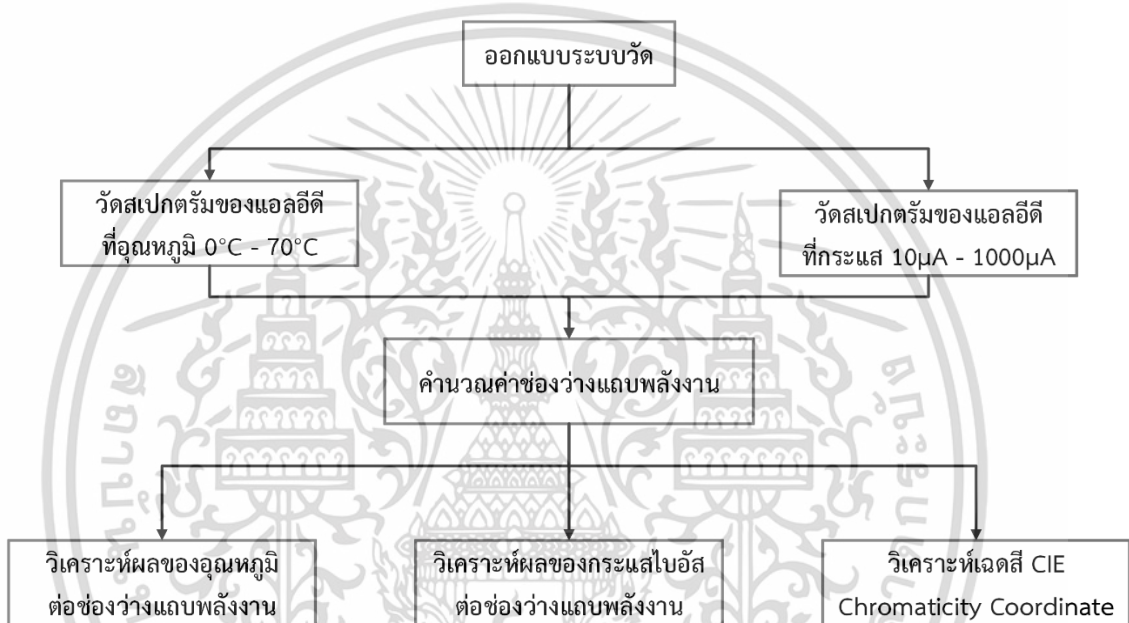 ออกแบบระบบวัด
วัดสเปกตรัมของแอลอีดี
ที่อุณหภูมิ 0°C - 70°C
วัดสเปกตรัมของแอลอีดี
ที่กระแส 10µA - 1000µA
คำนวณค่าช่องว่างแถบพลังงาน
วิเคราะห์ผลของอุณหภูมิ
ต่อช่องว่างแถบพลังงาน
วิเคราะห์ผลของกระแสไบอัส
ต่อช่องว่างแถบพลังงาน
วิเคราะห์เฉดสี CIE
Chromaticity Coordinate